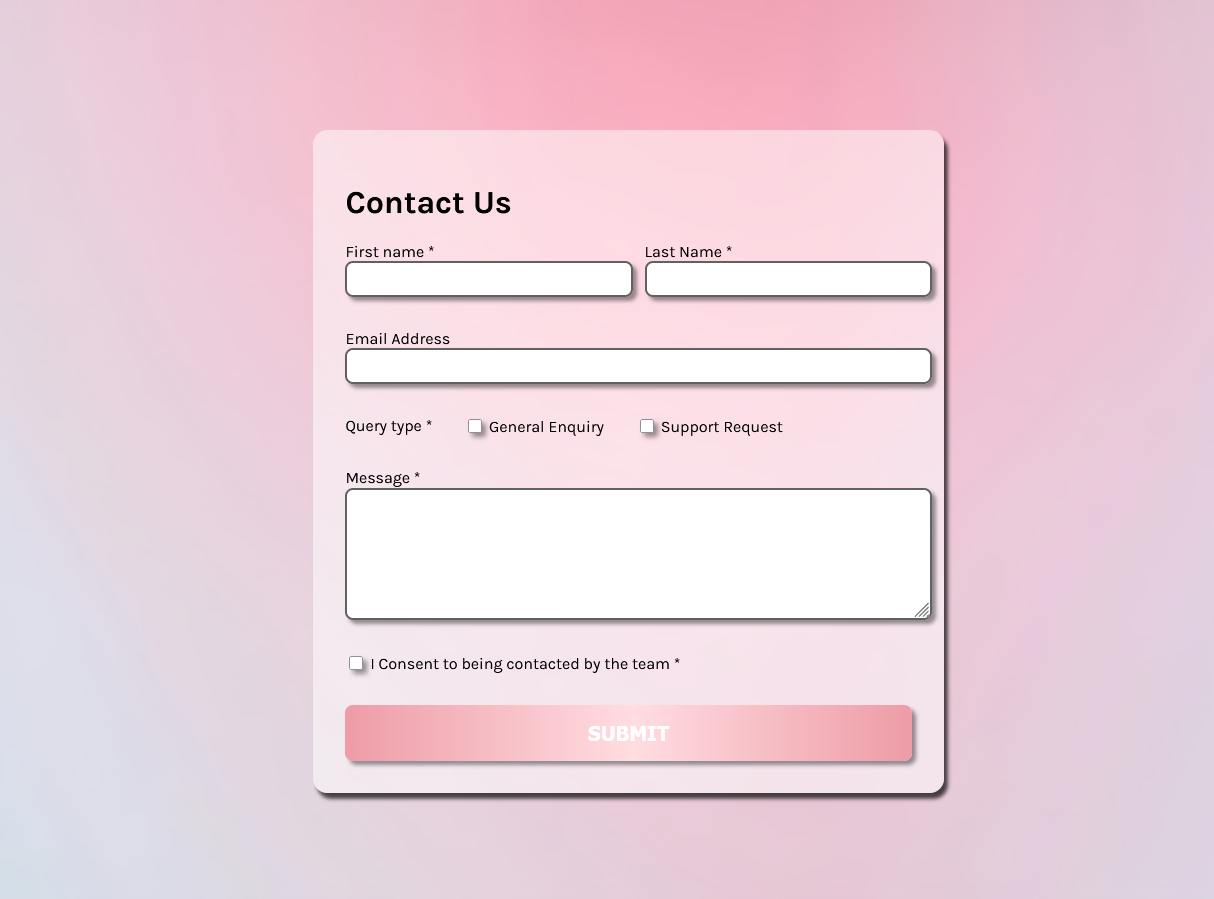 Contact Us
First name * Last Name *
Email Address
Query type * General Enquiry Support Request
Message *
I Consent to being contacted by the team *
SUBMIT